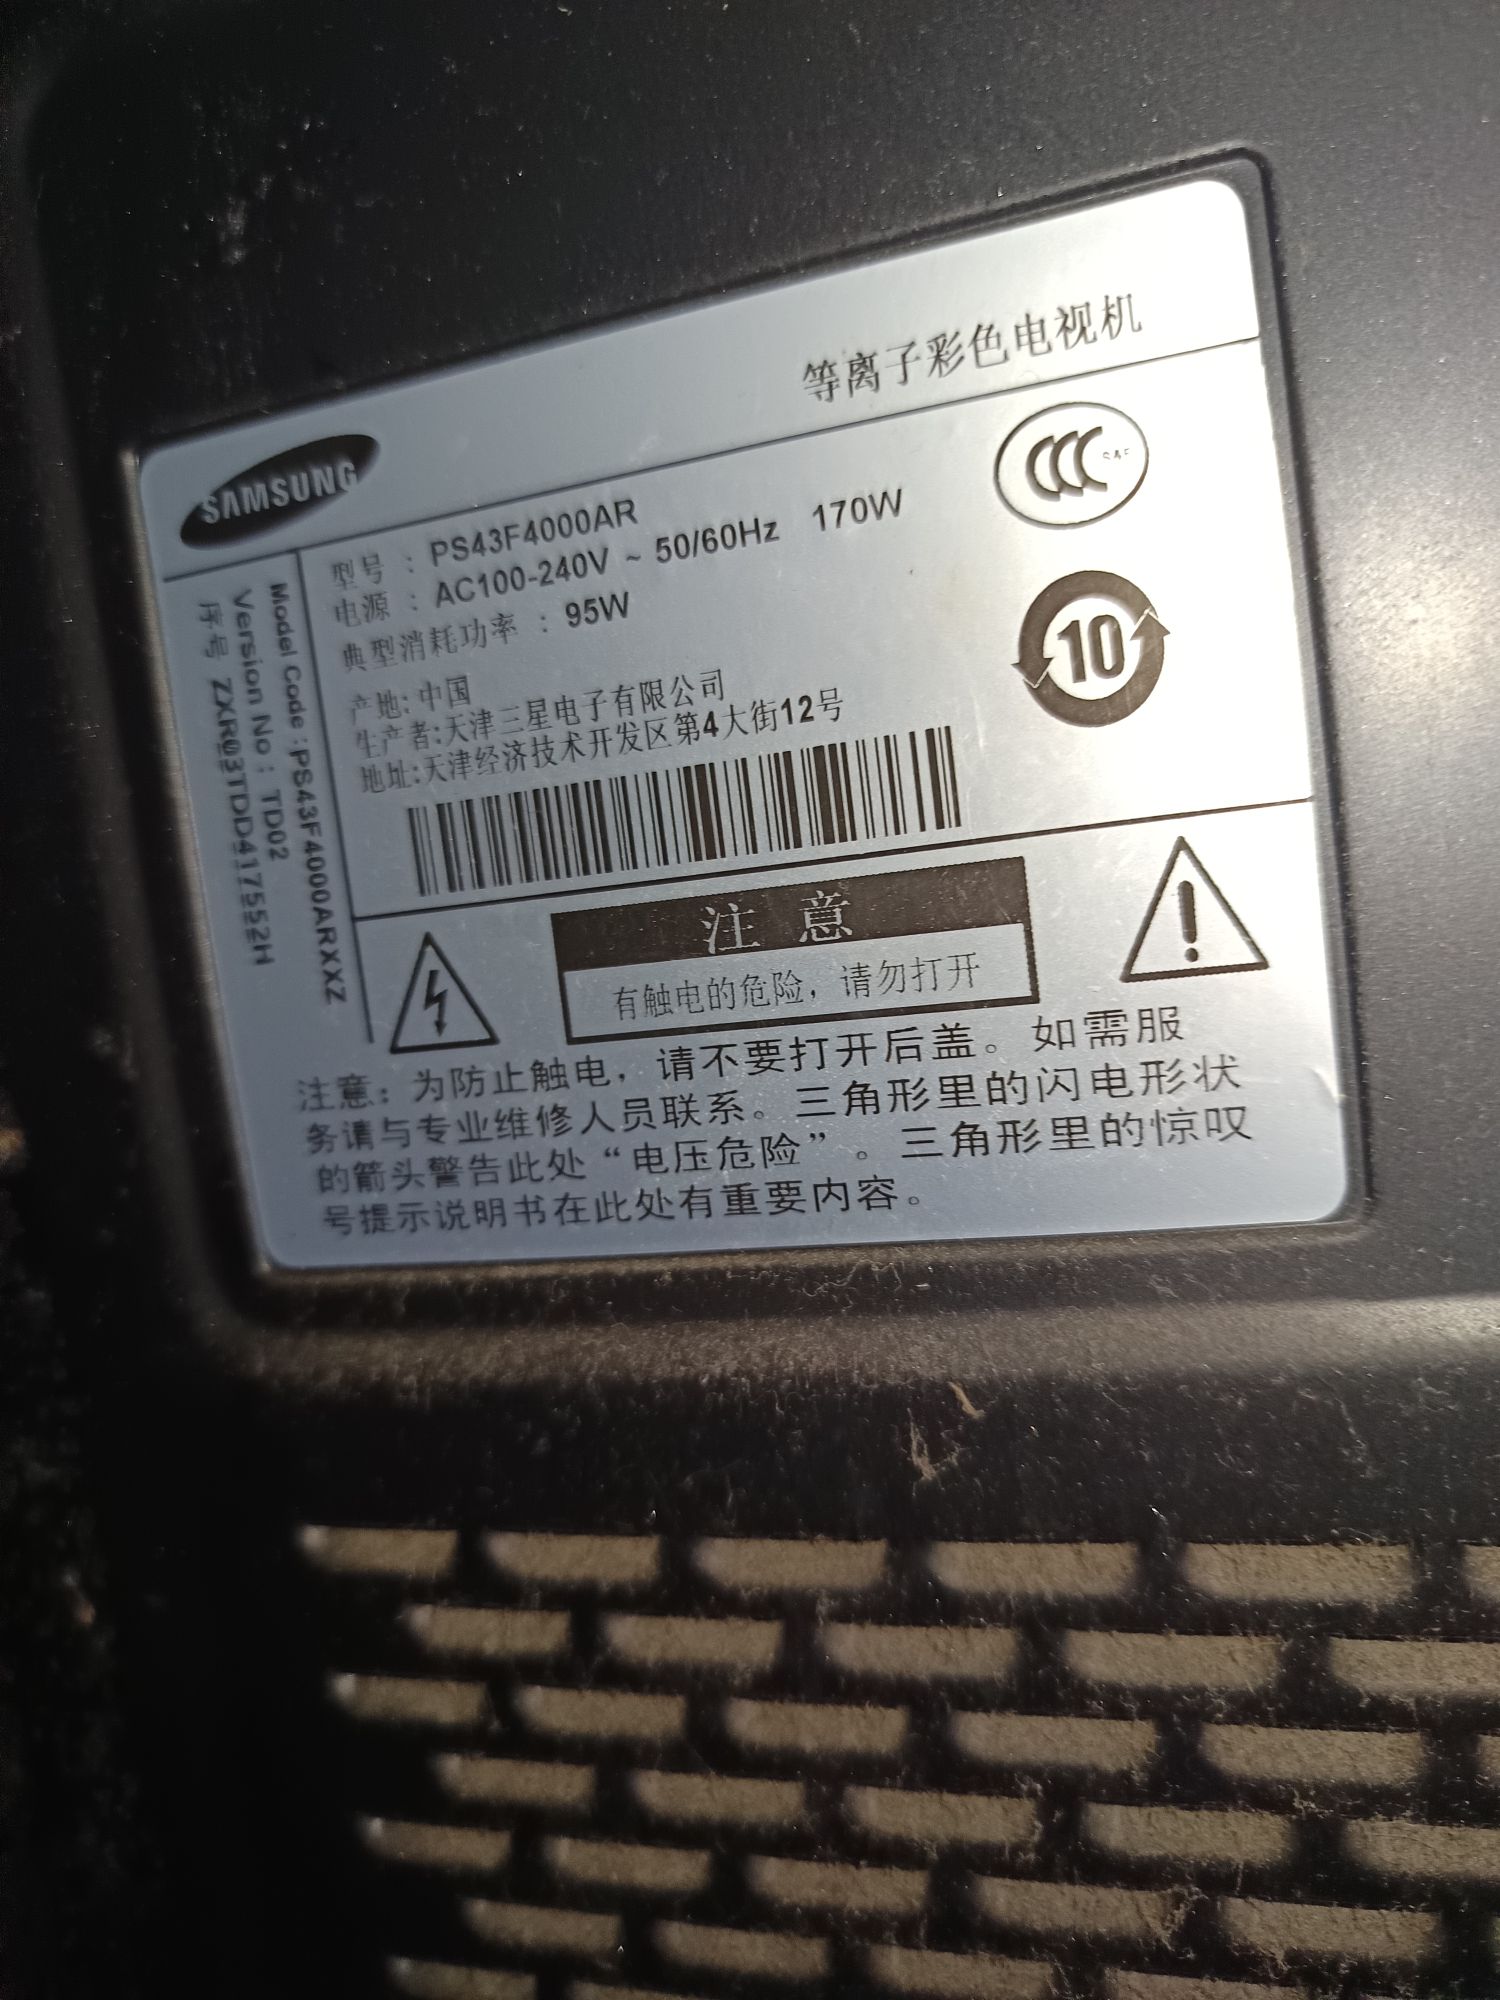 等离子彩色电视机
SAMSUNG
型号 : PS43F4000AR
电源 : AC100-240V ~ 50/60Hz 170W
典型消耗功率 : 95W
产地: 中国
生产者:天津三星电子有限公司
地址:天津经济技术开发区第4大街12号
CCC S&E
10
Model Code : PS43F4000ARXXZ
Version No : TD02
序号 ZXR03TDD417552H
注 意
有触电的危险，请勿打开
注意: 为防止触电，请不要打开后盖。如需服
务请与专业维修人员联系。三角形里的闪电形状
的箭头警告此处“电压危险”。三角形里的惊叹
号提示说明书在此处有重要内容。